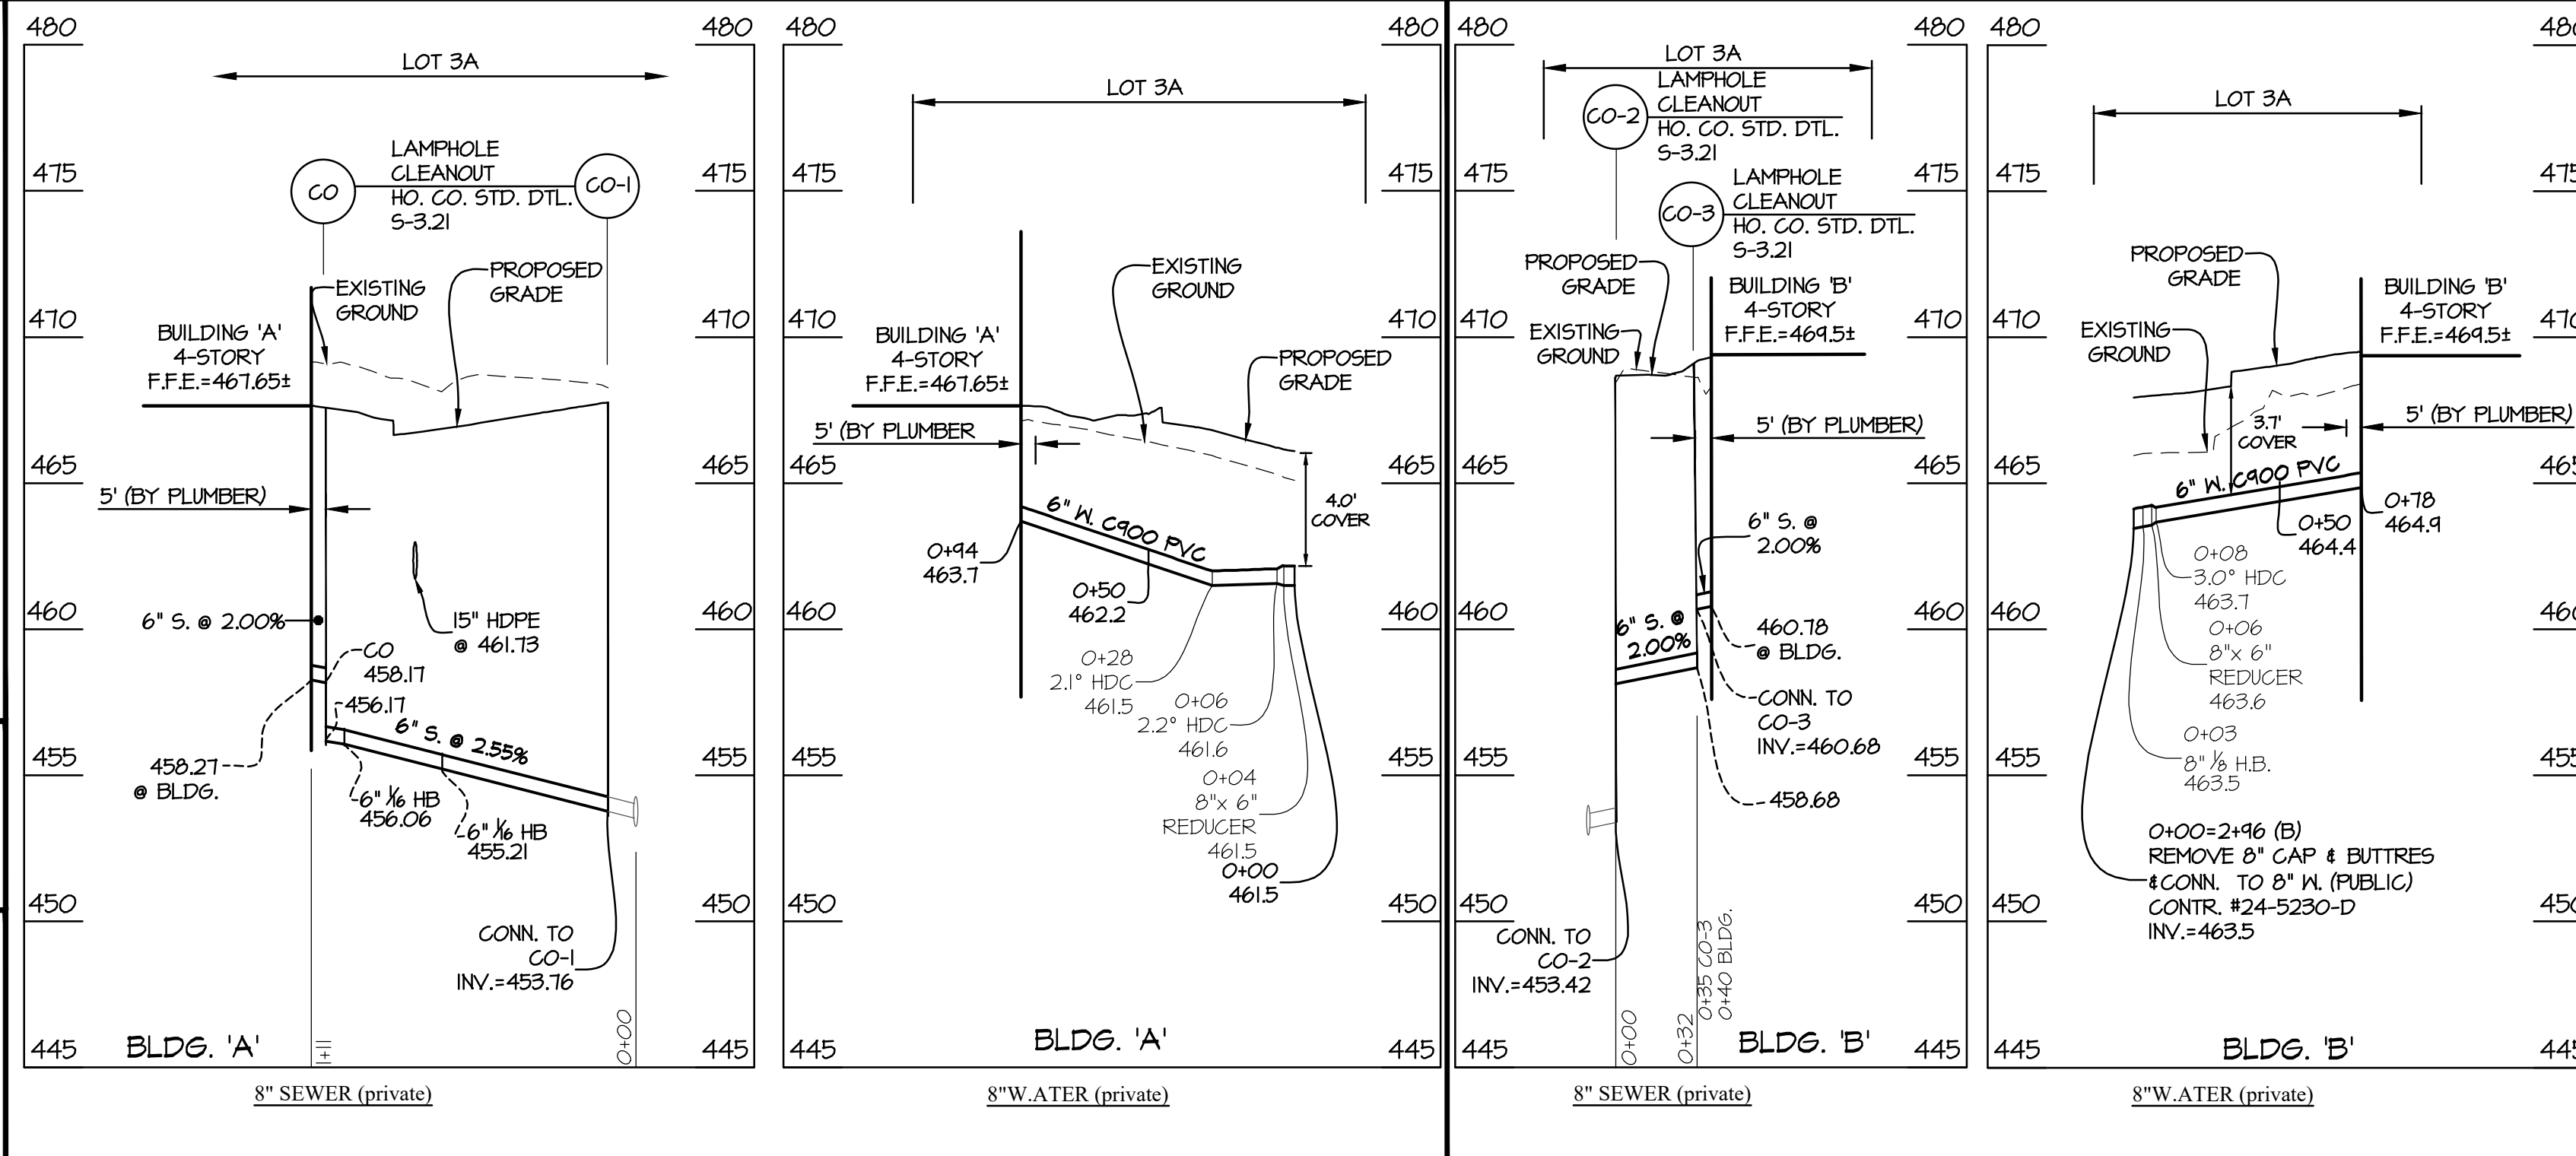 480
480
LOT 3A
LAMPHOLE
CLEANOUT
HO. CO. STD. DTL.
S-3.21
CO
CO-1
475
475
EXISTING
GROUND
PROPOSED
GRADE
470
470
BUILDING 'A'
4-STORY
F.F.E.=467.65±
465
465
5' (BY PLUMBER)
6" S. @ 2.00%
15" HDPE
@ 461.73
460
460
CO
458.17
456.17
6" S. @ 2.55%
458.27
@ BLDG.
455
455
6" 1/16 HB
456.06
6" 1/16 HB
455.21
450
450
CONN. TO
CO-1
INV.=453.76
1+11
0+00
445
BLDG. 'A'
445
8" SEWER (private)
480
480
LOT 3A
475
475
EXISTING
GROUND
470
470
BUILDING 'A'
4-STORY
F.F.E.=467.65±
PROPOSED
GRADE
5' (BY PLUMBER
465
465
4.0'
COVER
6" W. C900 PVC
0+94
463.7
0+50
462.2
460
460
0+28
2.1° HDC
461.5
0+06
2.2° HDC
461.6
455
455
0+04
8"x 6"
REDUCER
461.5
0+00
461.5
450
450
445
BLDG. 'A'
445
8"W.ATER (private)
480
480
LOT 3A
CO-2
LAMPHOLE
CLEANOUT
HO. CO. STD. DTL.
S-3.21
475
475
CO-3
LAMPHOLE
CLEANOUT
HO. CO. STD. DTL.
S-3.21
PROPOSED
GRADE
EXISTING
GROUND
BUILDING 'B'
4-STORY
F.F.E.=469.5±
470
470
5' (BY PLUMBER)
465
465
6" S. @
2.00%
6" S. @
2.00%
460
460
460.78
@ BLDG.
CONN. TO
CO-3
INV.=460.68
455
455
458.68
450
450
CONN. TO
CO-2
INV.=453.42
0+00
0+32
0+35 CO-3
0+40 BLDG.
445
BLDG. 'B'
445
8" SEWER (private)
480
480
LOT 3A
475
475
PROPOSED
GRADE
EXISTING
GROUND
BUILDING 'B'
4-STORY
F.F.E.=469.5±
470
470
5' (BY PLUMBER)
3.7'
COVER
465
465
6" W. C900 PVC
0+78
464.9
0+50
464.4
0+08
3.0° HDC
463.7
460
460
0+06
8"x 6"
REDUCER
463.6
0+03
8" 1/8 H.B.
463.5
455
455
0+00=2+96 (B)
REMOVE 8" CAP & BUTTRES
&CONN. TO 8" W. (PUBLIC)
CONTR. #24-5230-D
INV.=463.5
450
450
445
BLDG. 'B'
445
8"W.ATER (private)